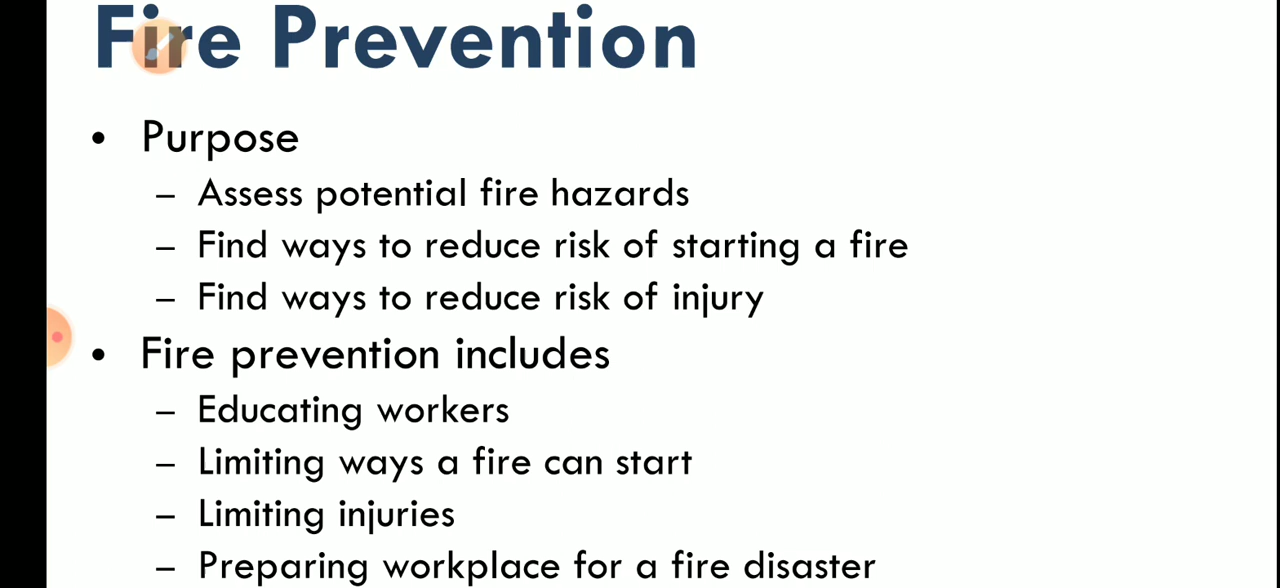 Fire Prevention
• Purpose
– Assess potential fire hazards
– Find ways to reduce risk of starting a fire
– Find ways to reduce risk of injury
• Fire prevention includes
– Educating workers
– Limiting ways a fire can start
– Limiting injuries
– Preparing workplace for a fire disaster